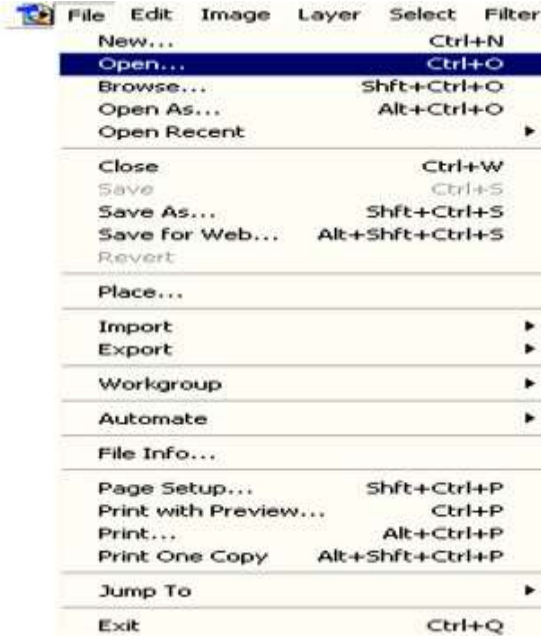 File Edit Image Layer Select Filter
New... Ctrl+N
Open... Ctrl+O
Browse... Shft+Ctrl+O
Open As... Alt+Ctrl+O
Open Recent
Close Ctrl+W
Save Ctrl+S
Save As... Shft+Ctrl+S
Save for Web... Alt+Shft+Ctrl+S
Revert
Place...
Import
Export
Workgroup
Automate
File Info...
Page Setup... Shft+Ctrl+P
Print with Preview... Ctrl+P
Print... Alt+Ctrl+P
Print One Copy Alt+Shft+Ctrl+P
Jump To
Exit Ctrl+Q